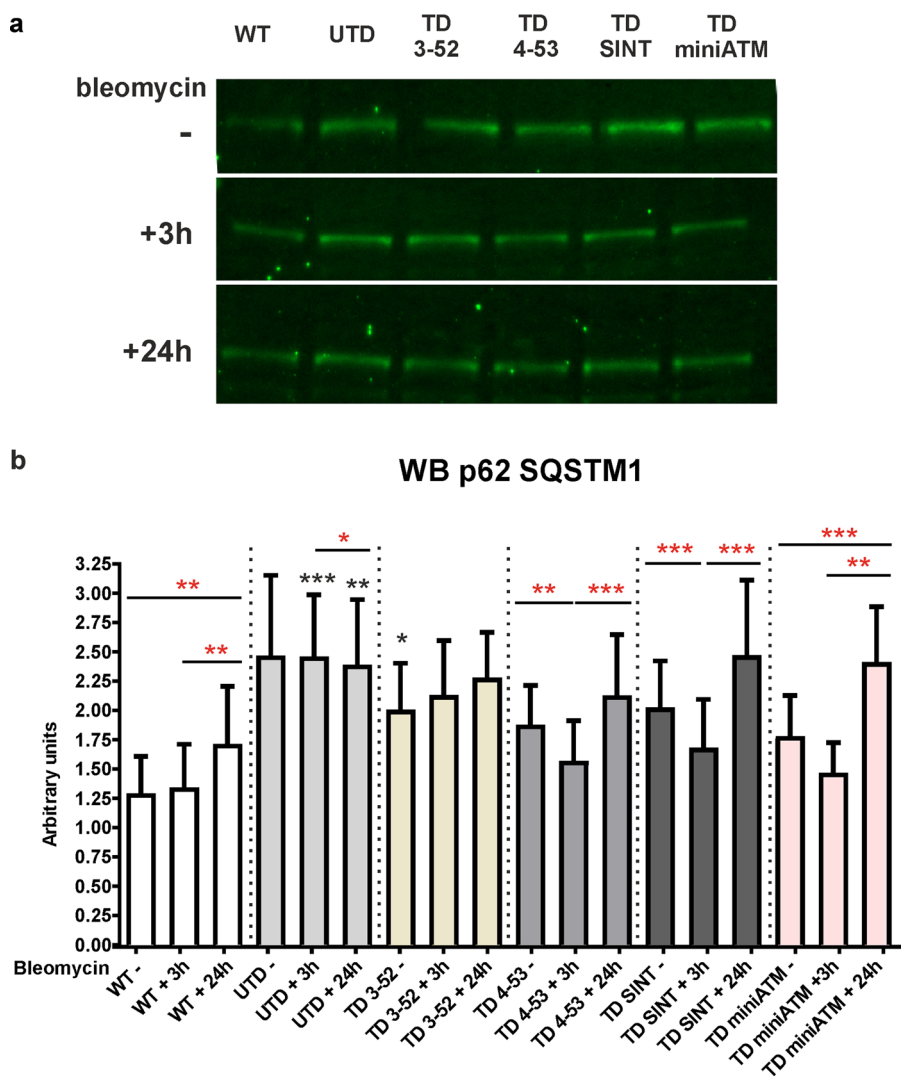 a
WT UTD TD 3-52 TD 4-53 TD SINT TD miniATM
bleomycin
-
+3h
+24h
b
WB p62 SQSTM1
** ** * *** ** * ** *** *** *** *** **
Arbitrary units
3.25
3.00
2.75
2.50
2.25
2.00
1.75
1.50
1.25
1.00
0.75
0.50
0.25
0.00
Bleomycin
WT -
WT + 3h
WT + 24h
UTD -
UTD + 3h
UTD + 24h
TD 3-52 -
TD 3-52 + 3h
TD 3-52 + 24h
TD 4-53 -
TD 4-53 + 3h
TD 4-53 + 24h
TD SINT -
TD SINT + 3h
TD SINT + 24h
TD miniATM -
TD miniATM +3h
TD miniATM + 24h